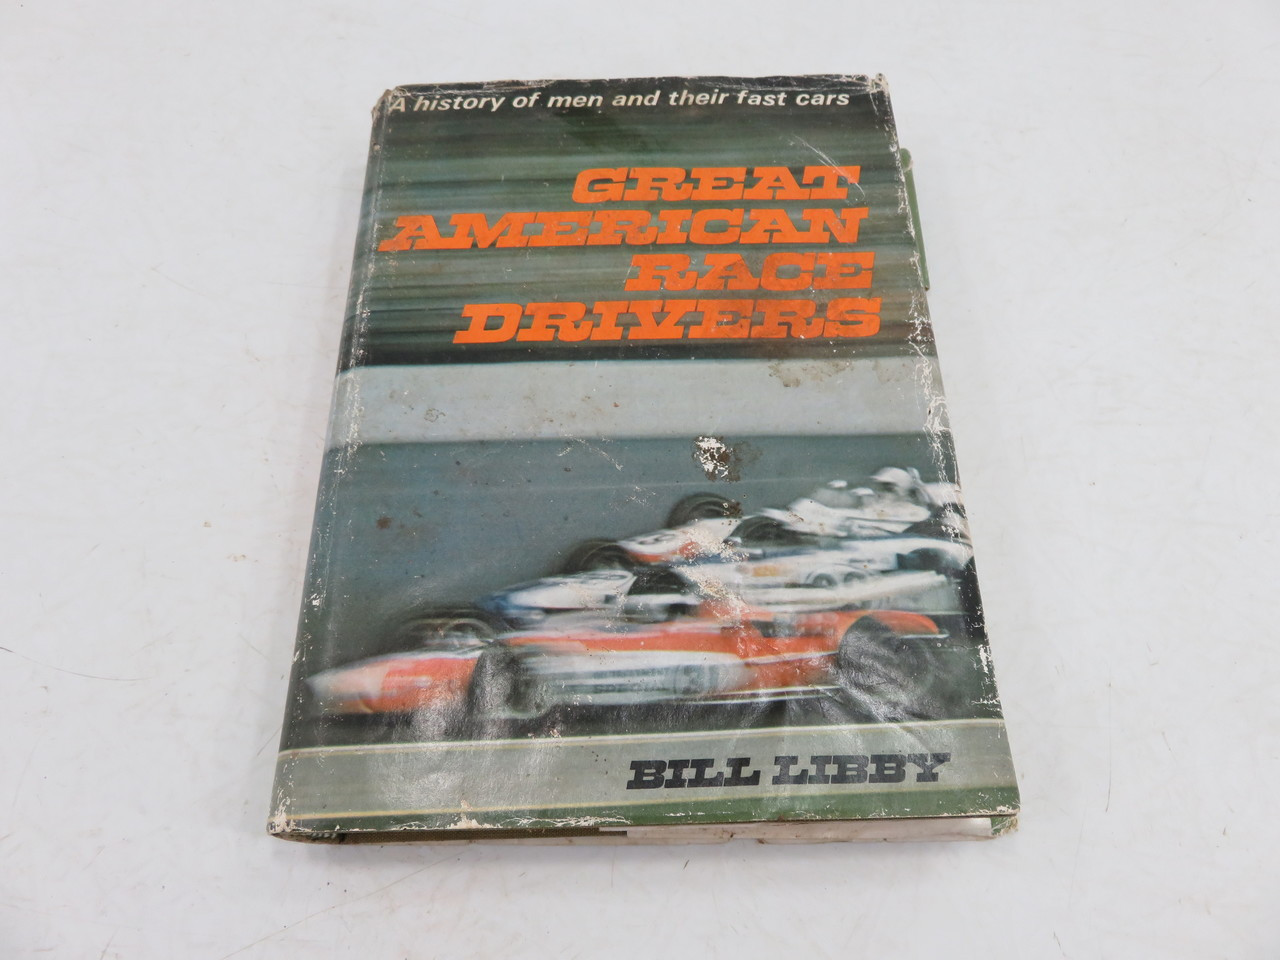 A history of men and their fast cars
GREAT
AMERICAN
RACE
DRIVERS
BILL LIBBY